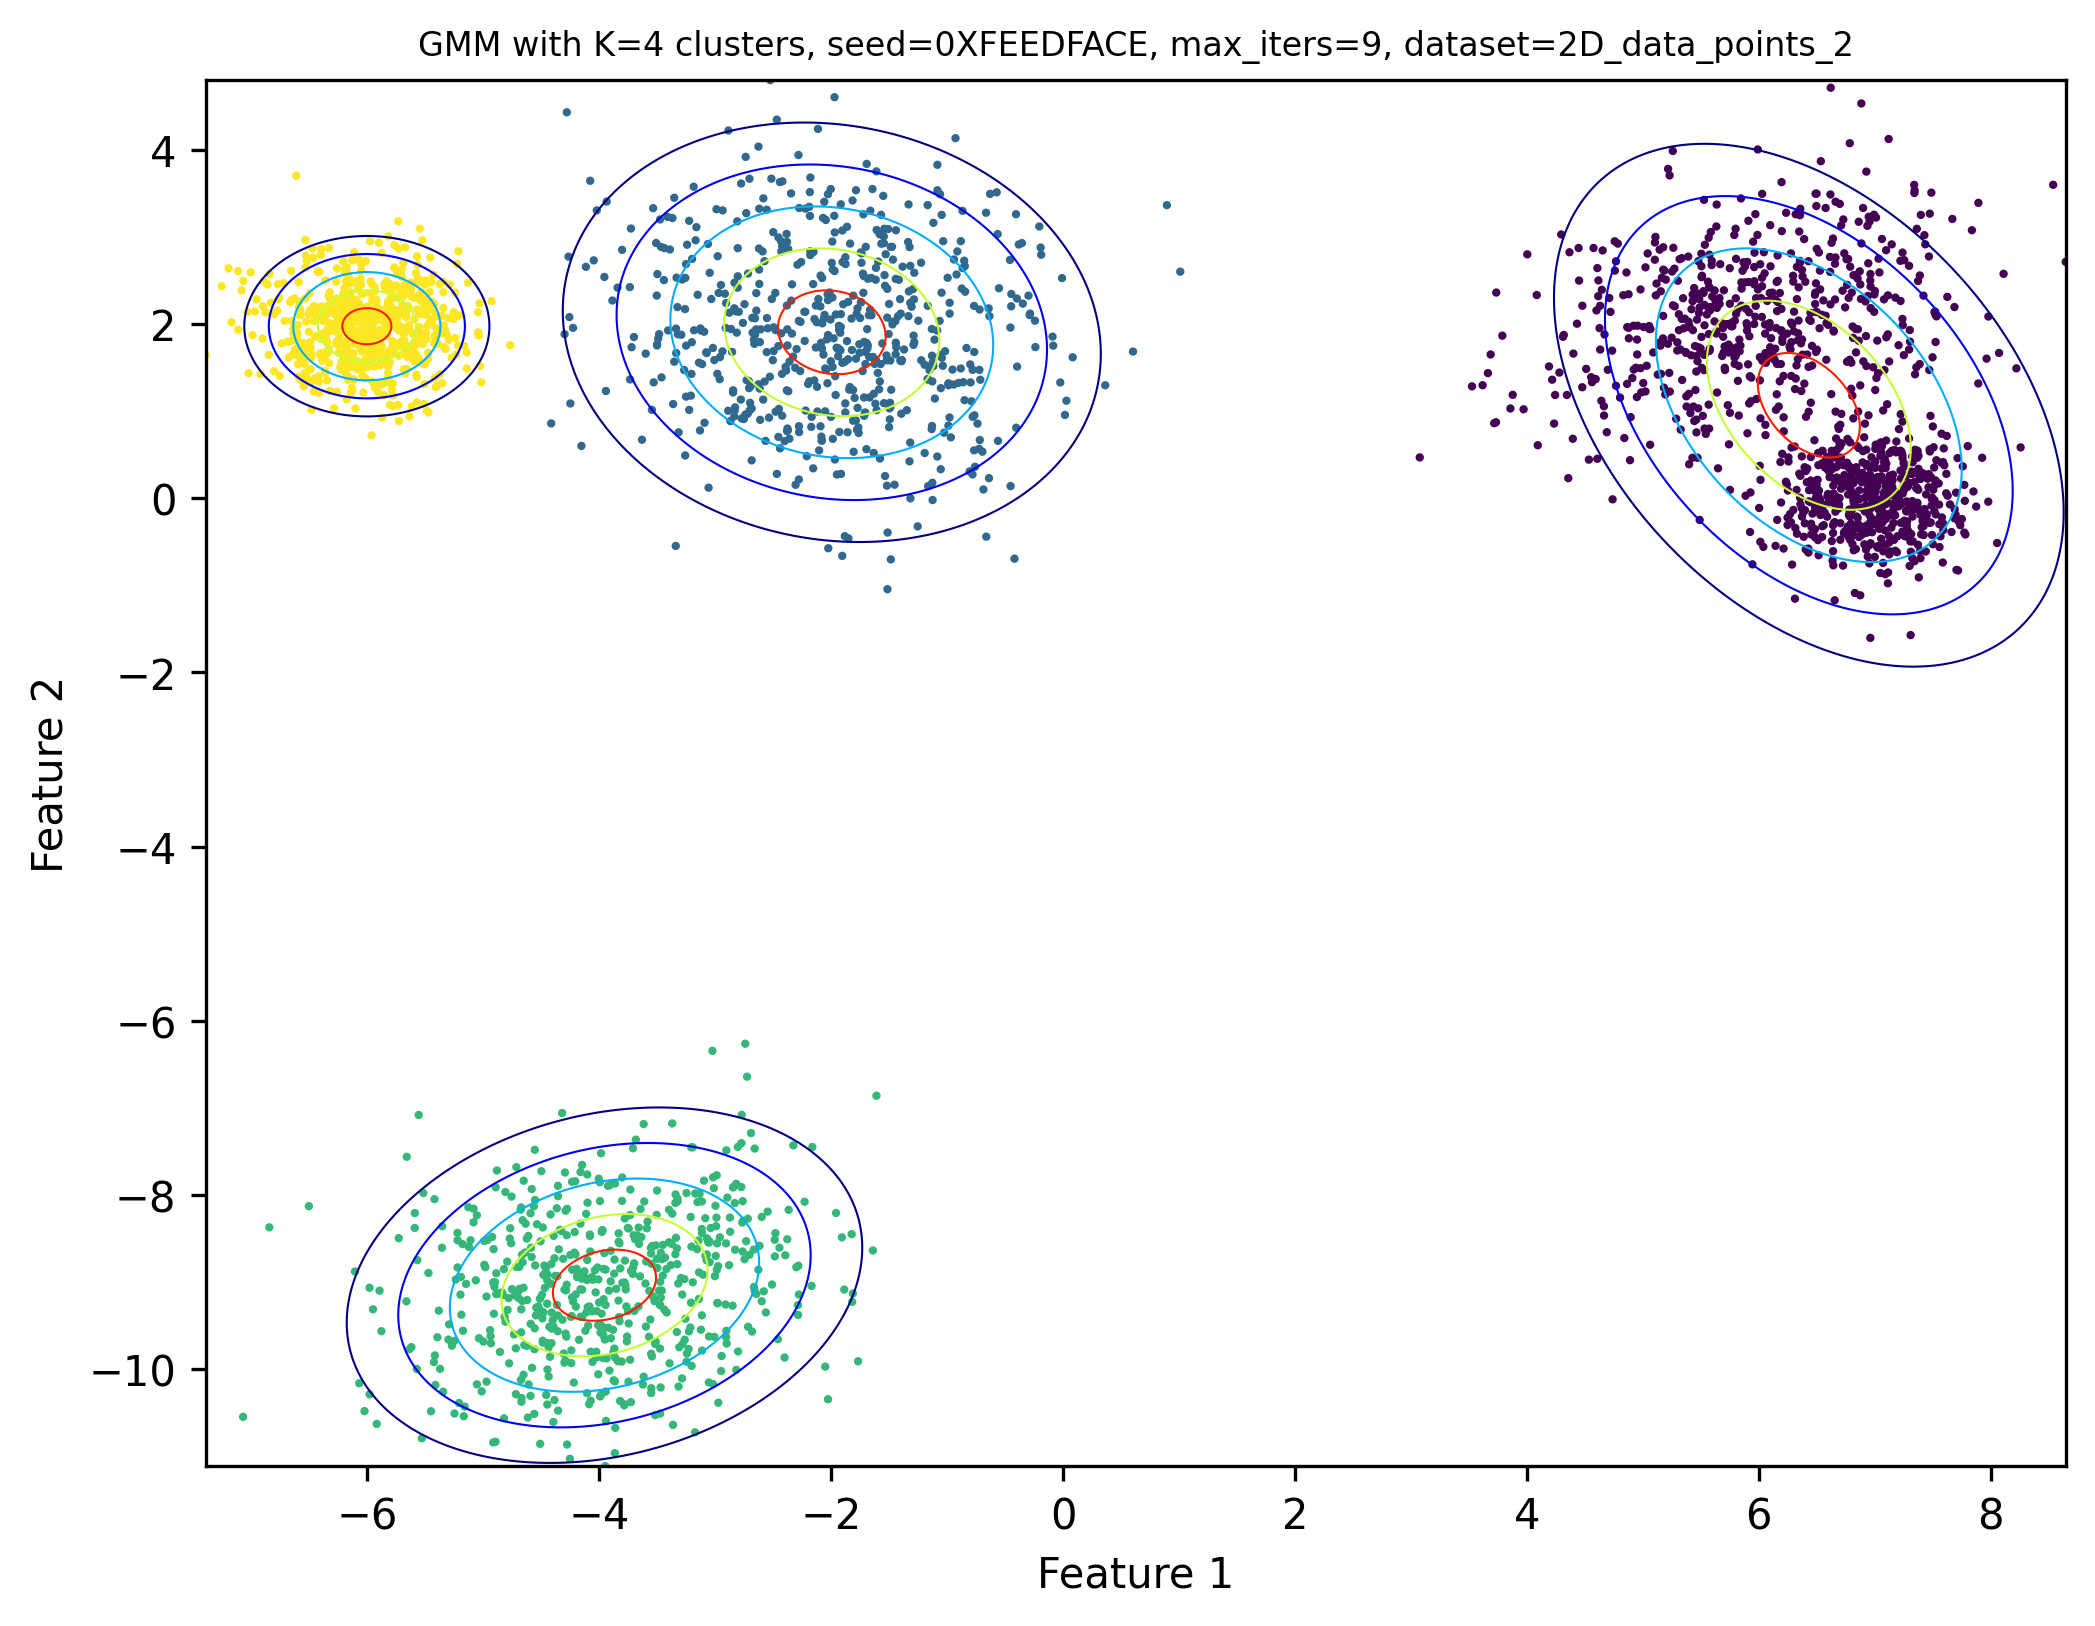 GMM with K=4 clusters, seed=0XFEEDFACE, max_iters=9, dataset=2D_data_points_2
4
2
0
−2
−4
−6
−8
−10
Feature 2
−6 −4 −2 0 2 4 6 8
Feature 1